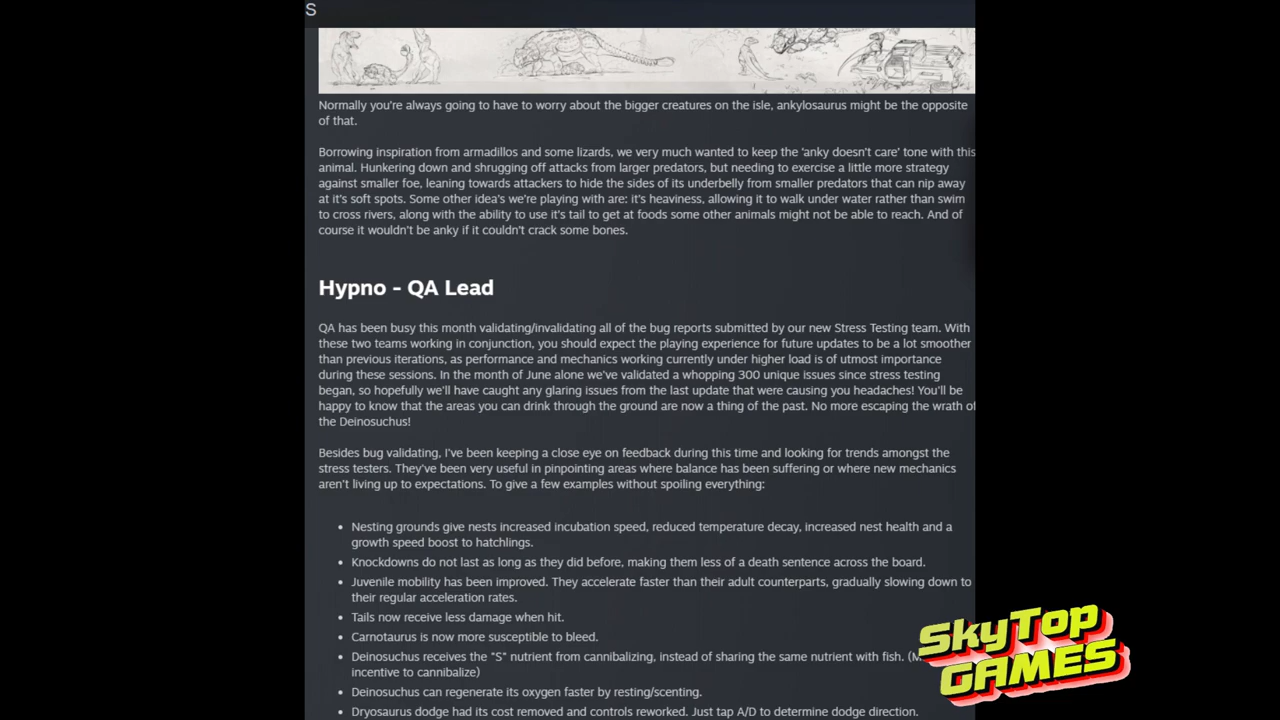 S
Normally you're always going to have to worry about the bigger creatures on the isle, ankylosaurus might be the opposite
of that.
Borrowing inspiration from armadillos and some lizards, we very much wanted to keep the 'anky doesn't care' tone with this
animal. Hunkering down and shrugging off attacks from larger predators, but needing to exercise a little more strategy
against smaller foe, leaning towards attackers to hide the sides of its underbelly from smaller predators that can nip away
at it's soft spots. Some other idea's we're playing with are: it's heaviness, allowing it to walk under water rather than swim
to cross rivers, along with the ability to use it's tail to get at foods some other animals might not be able to reach. And of
course it wouldn't be anky if it couldn't crack some bones.
Hypno - QA Lead
QA has been busy this month validating/invalidating all of the bug reports submitted by our new Stress Testing team. With
these two teams working in conjunction, you should expect the playing experience for future updates to be a lot smoother
than previous iterations, as performance and mechanics working currently under higher load is of utmost importance
during these sessions. In the month of June alone we've validated a whopping 300 unique issues since stress testing
began, so hopefully we'll have caught any glaring issues from the last update that were causing you headaches! You'll be
happy to know that the areas you can drink through the ground are now a thing of the past. No more escaping the wrath of
the Deinosuchus!
Besides bug validating, I've been keeping a close eye on feedback during this time and looking for trends amongst the
stress testers. They've been very useful in pinpointing areas where balance has been suffering or where new mechanics
aren't living up to expectations. To give a few examples without spoiling everything:
• Nesting grounds give nests increased incubation speed, reduced temperature decay, increased nest health and a
growth speed boost to hatchlings.
• Knockdowns do not last as long as they did before, making them less of a death sentence across the board.
• Juvenile mobility has been improved. They accelerate faster than their adult counterparts, gradually slowing down to
their regular acceleration rates.
• Tails now receive less damage when hit.
• Carnotaurus is now more susceptible to bleed.
• Deinosuchus receives the "S" nutrient from cannibalizing, instead of sharing the same nutrient with fish.
incentive to cannibalize)
• Deinosuchus can regenerate its oxygen faster by resting/scenting.
• Dryosaurus dodge had its cost removed and controls reworked. Just tap A/D to determine dodge direction.
SkyTop
GAMES